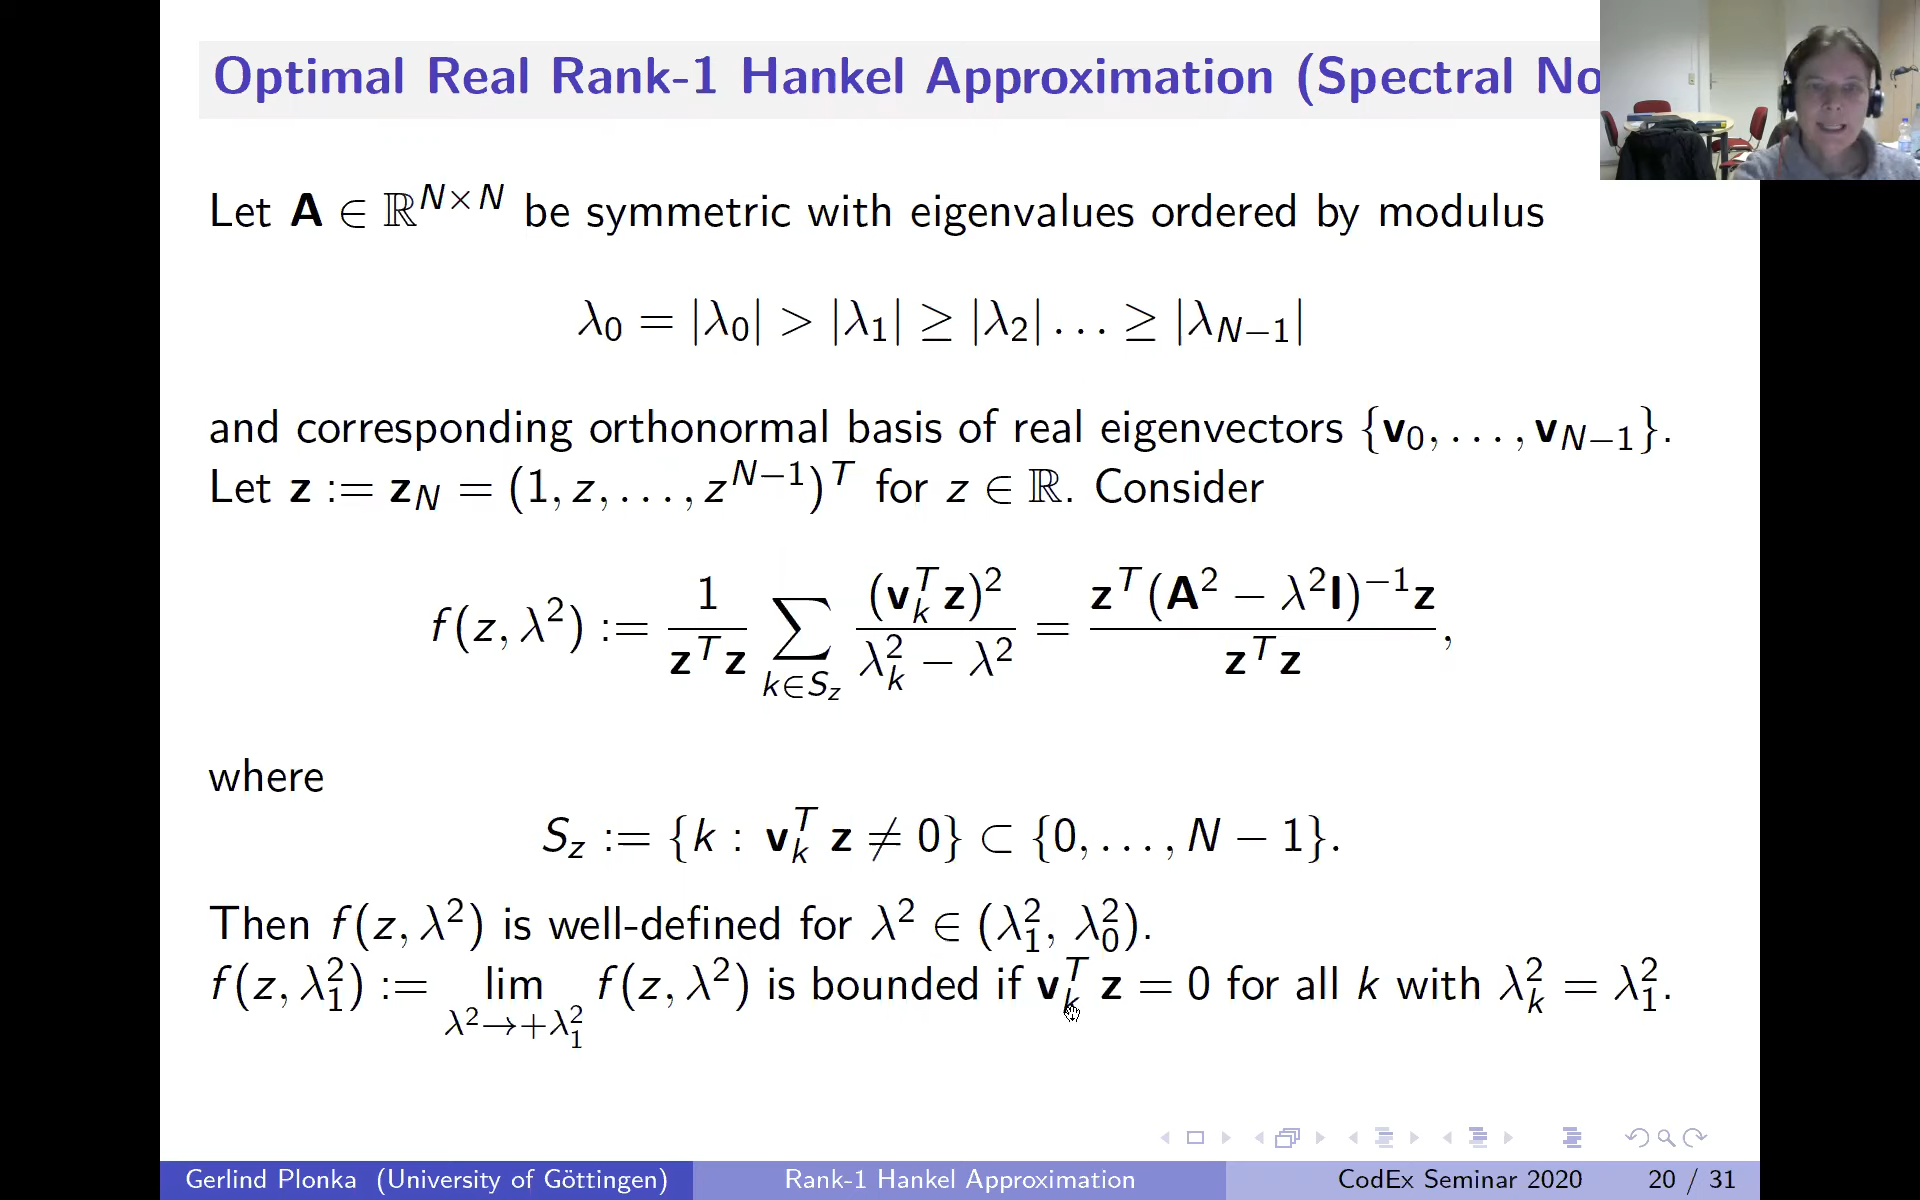 Optimal Real Rank-1 Hankel Approximation (Spectral No
Let A ∈ ℝ^{N×N} be symmetric with eigenvalues ordered by modulus
λ_0 = |λ_0| > |λ_1| ≥ |λ_2| … ≥ |λ_{N−1}|
and corresponding orthonormal basis of real eigenvectors {v_0, …, v_{N−1}}.
Let z := z_N = (1, z, …, z^{N−1})^T for z ∈ ℝ. Consider
f(z, λ^2) := \frac{1}{z^T z} \sum_{k∈S_z} \frac{(v_k^T z)^2}{λ_k^2 − λ^2} = \frac{z^T (A^2 − λ^2 I)^{−1} z}{z^T z},
where
S_z := {k : v_k^T z ≠ 0} ⊂ {0, …, N − 1}.
Then f(z, λ^2) is well-defined for λ^2 ∈ (λ_1^2, λ_0^2).
f(z, λ_1^2) := \lim_{λ^2→+λ_1^2} f(z, λ^2) is bounded if v_k^T z = 0 for all k with λ_k^2 = λ_1^2.
Gerlind Plonka (University of Göttingen) Rank-1 Hankel Approximation CodEx Seminar 2020 20 / 31